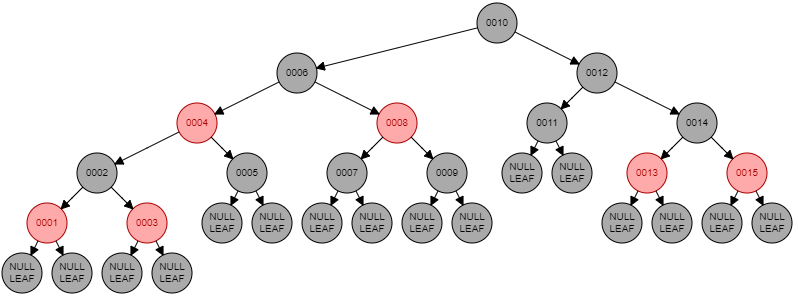 0010
0006
0012
0004
0008
0011
0014
0002
0005
0007
0009
NULL
LEAF
NULL
LEAF
0013
0015
0001
0003
NULL
LEAF
NULL
LEAF
NULL
LEAF
NULL
LEAF
NULL
LEAF
NULL
LEAF
NULL
LEAF
NULL
LEAF
NULL
LEAF
NULL
LEAF
NULL
LEAF
NULL
LEAF
NULL
LEAF
NULL
LEAF